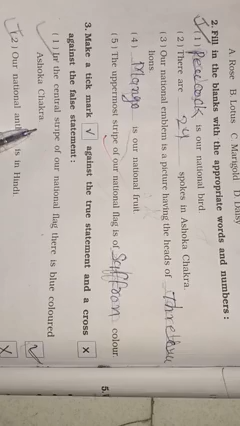 A. Rose B. Lotus C. Marigold D. Daisy
2. Fill in the blanks with the appropriate words and numbers :
(1) Peacock is our national bird.
(2) There are 24 spokes in Ashoka Chakra.
(3) Our national emblem is a picture having the heads of
lions.
(4) Mango is our national fruit.
(5) The uppermost stripe of our national flag is of Saffroon colour.
3. Make a tick mark √ against the true statement and a cross X
against the false statement :
(1) In the central stripe of our national flag there is blue coloured
Ashoka Chakra.
(2) Our national is in Hindi. X
5.